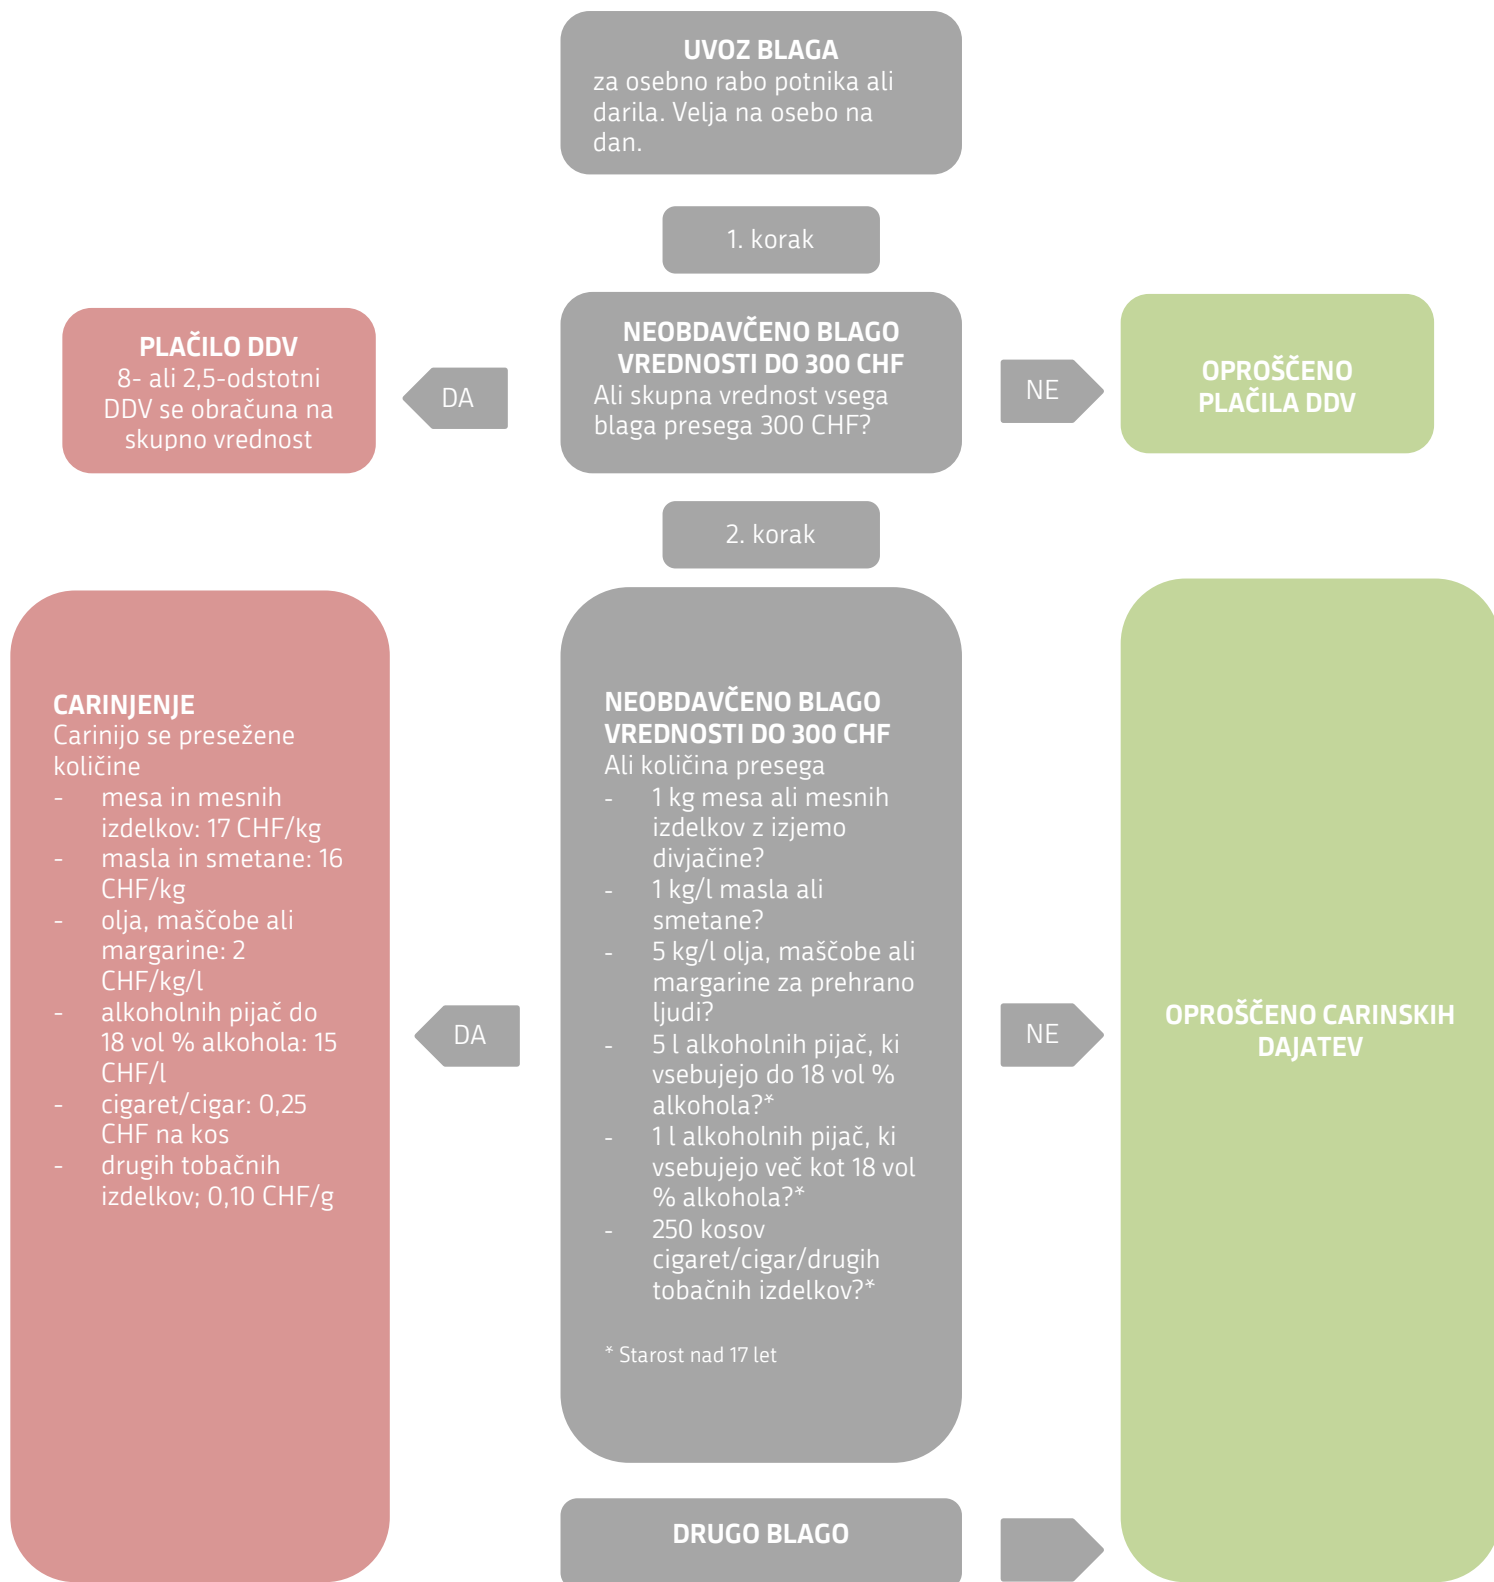 UVOZ BLAGA
za osebno rabo potnika ali
darila. Velja na osebo na
dan.
1. korak
PLAČILO DDV
8- ali 2,5-odstotni
DDV se obračuna na
skupno vrednost
DA
NEOBDAVČENO BLAGO
VREDNOSTI DO 300 CHF
Ali skupna vrednost vsega
blaga presega 300 CHF?
NE
OPROŠČENO
PLAČILA DDV
2. korak
CARINJENJE
Carinijo se presežene
količine
- mesa in mesnih
izdelkov: 17 CHF/kg
- masla in smetane: 16
CHF/kg
- olja, maščobe ali
margarine: 2
CHF/kg/l
- alkoholnih pijač do
18 vol % alkohola: 15
CHF/l
- cigaret/cigar: 0,25
CHF na kos
- drugih tobačnih
izdelkov; 0,10 CHF/g
DA
NEOBDAVČENO BLAGO
VREDNOSTI DO 300 CHF
Ali količina presega
- 1 kg mesa ali mesnih
izdelkov z izjemo
divjačine?
- 1 kg/l masla ali
smetane?
- 5 kg/l olja, maščobe ali
margarine za prehrano
ljudi?
- 5 l alkoholnih pijač, ki
vsebujejo do 18 vol %
alkohola?*
- 1 l alkoholnih pijač, ki
vsebujejo več kot 18 vol
% alkohola?*
- 250 kosov
cigaret/cigar/drugih
tobačnih izdelkov?*
* Starost nad 17 let
NE
OPROŠČENO CARINSKIH
DAJATEV
DRUGO BLAGO